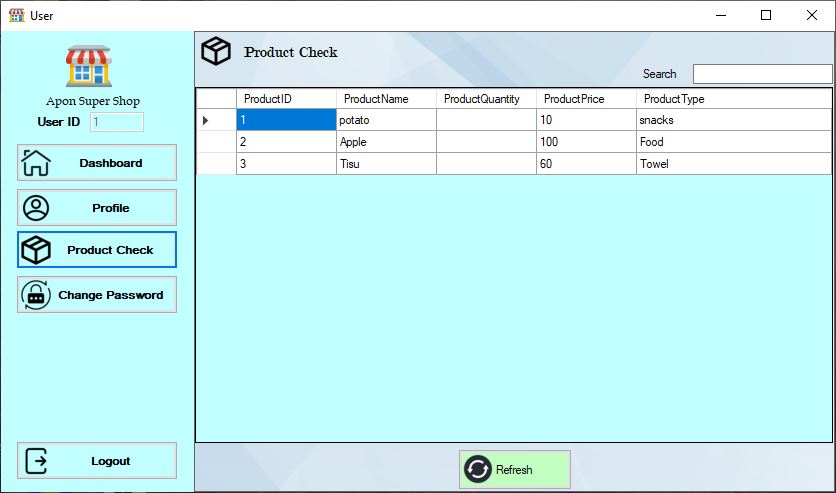 User
Apon Super Shop
User ID 1
Dashboard
Profile
Product Check
Change Password
Logout
Product Check
Search
ProductID ProductName ProductQuantity ProductPrice ProductType
1 potato 10 snacks
2 Apple 100 Food
3 Tisu 60 Towel
Refresh